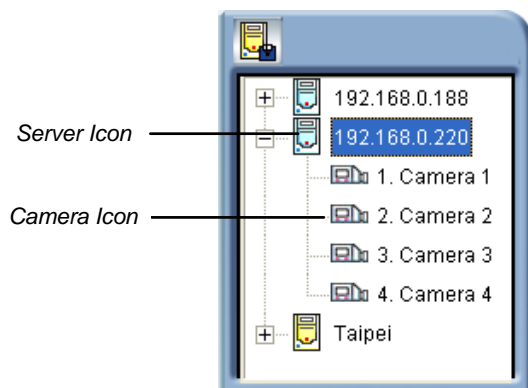 192.168.0.188
Server Icon
192.168.0.220
1. Camera 1
Camera Icon
2. Camera 2
3. Camera 3
4. Camera 4
Taipei